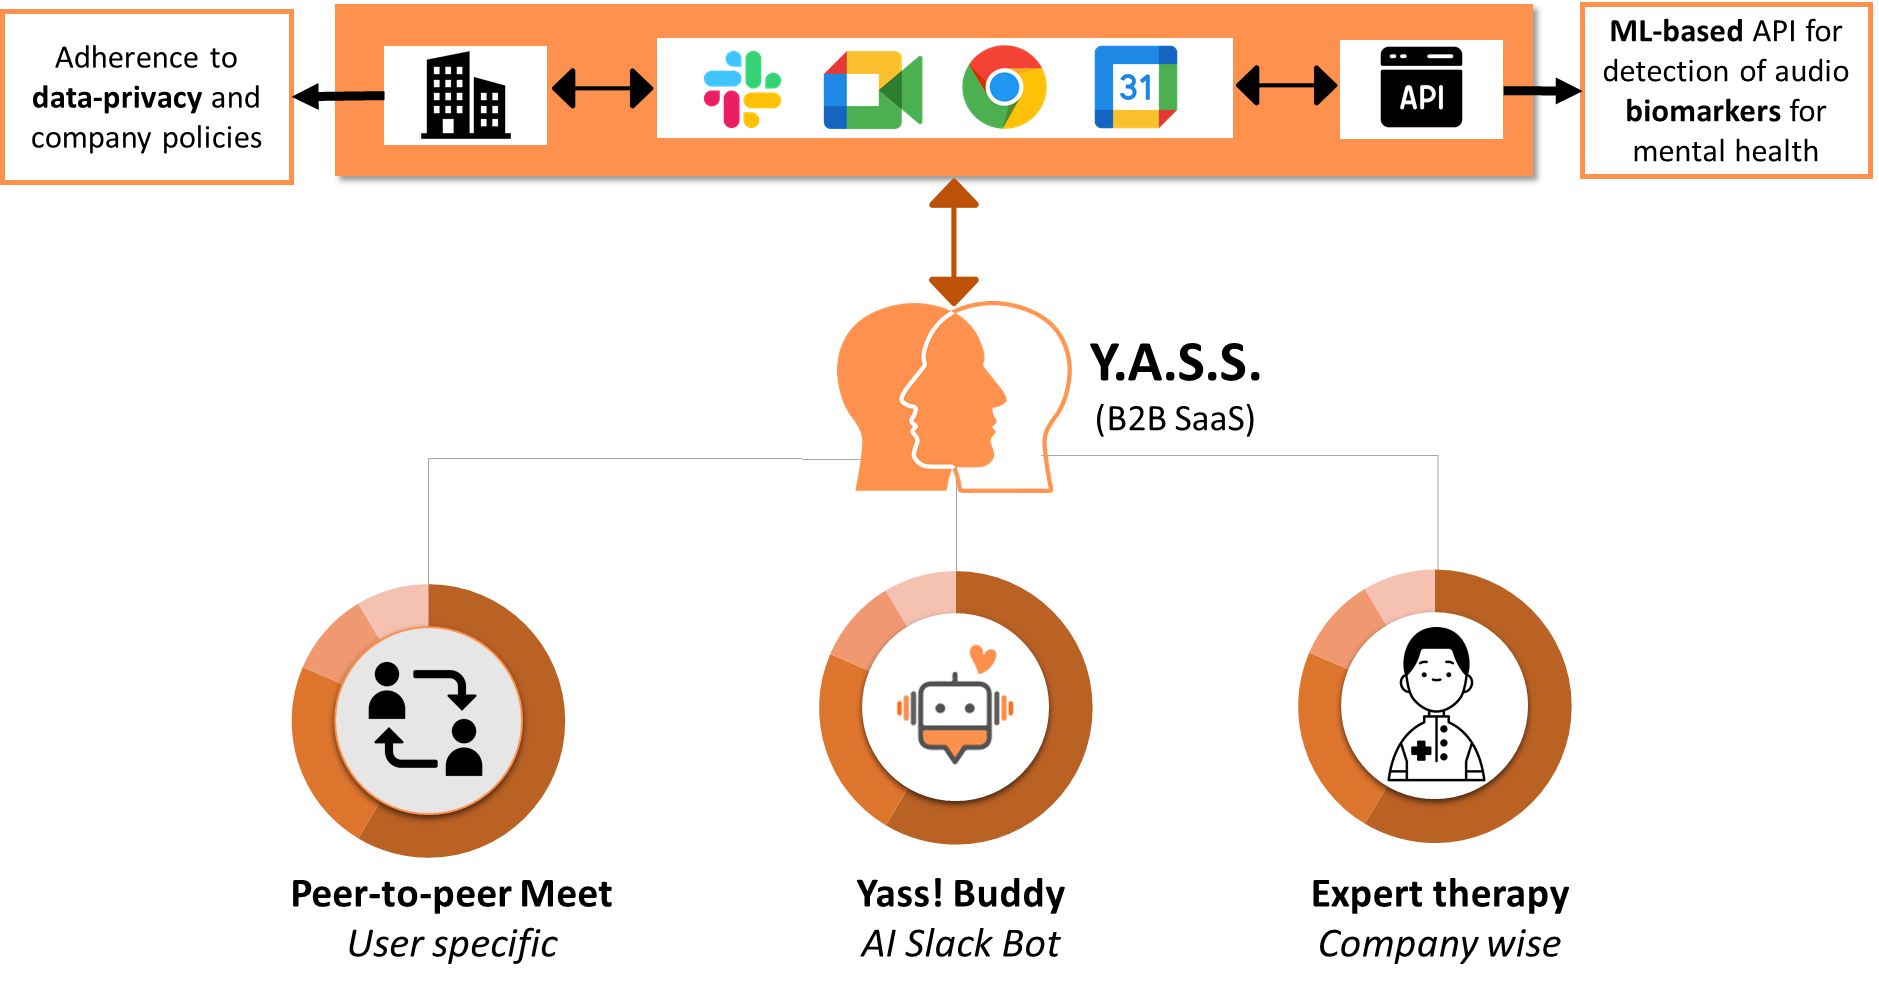 Adherence to
data-privacy and
company policies
31
API
ML-based API for
detection of audio
biomarkers for
mental health
Y.A.S.S.
(B2B SaaS)
Peer-to-peer Meet
User specific
Yass! Buddy
AI Slack Bot
Expert therapy
Company wise